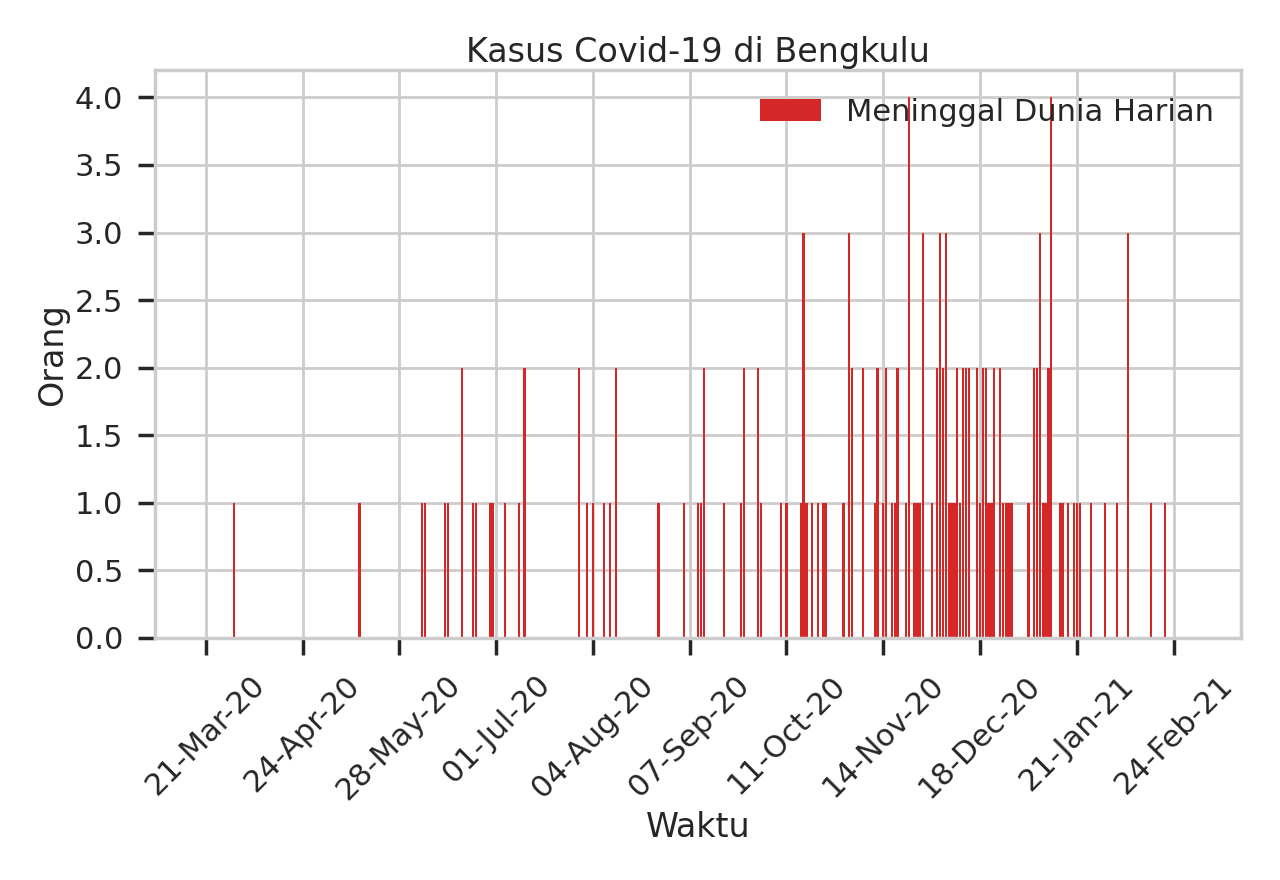 Kasus Covid-19 di Bengkulu
Meninggal Dunia Harian
4.0
3.5
3.0
2.5
2.0
1.5
1.0
0.5
0.0
Orang
21-Mar-20
24-Apr-20
28-May-20
01-Jul-20
04-Aug-20
07-Sep-20
11-Oct-20
14-Nov-20
18-Dec-20
21-Jan-21
24-Feb-21
Waktu